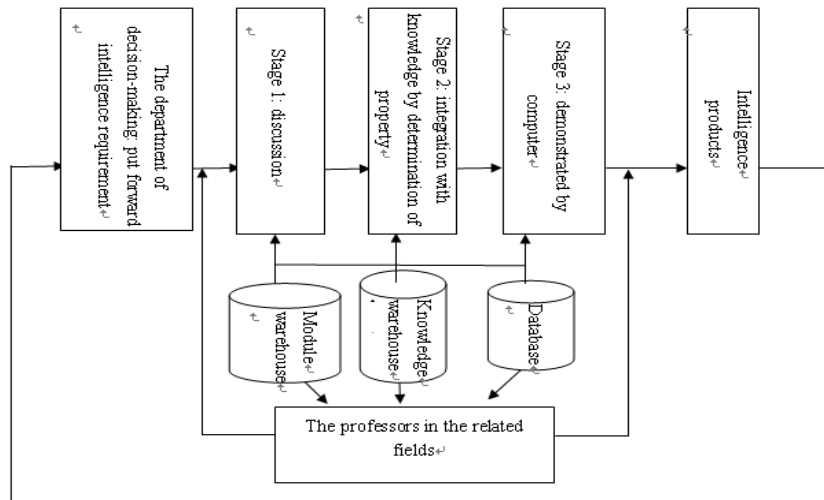 The department of
decision-making: put forward
intelligence requirement↵
↵
Stage 1: discussion↵
↵
Stage 2: integration with
knowledge by determination of
property↵
↵
Stage 3: demonstrated by
computer↵
↵
Intelligence
products↵
↵
Module
warehouse↵
↵
Knowledge
warehouse↵
Database↵
↵
The professors in the related
fields↵